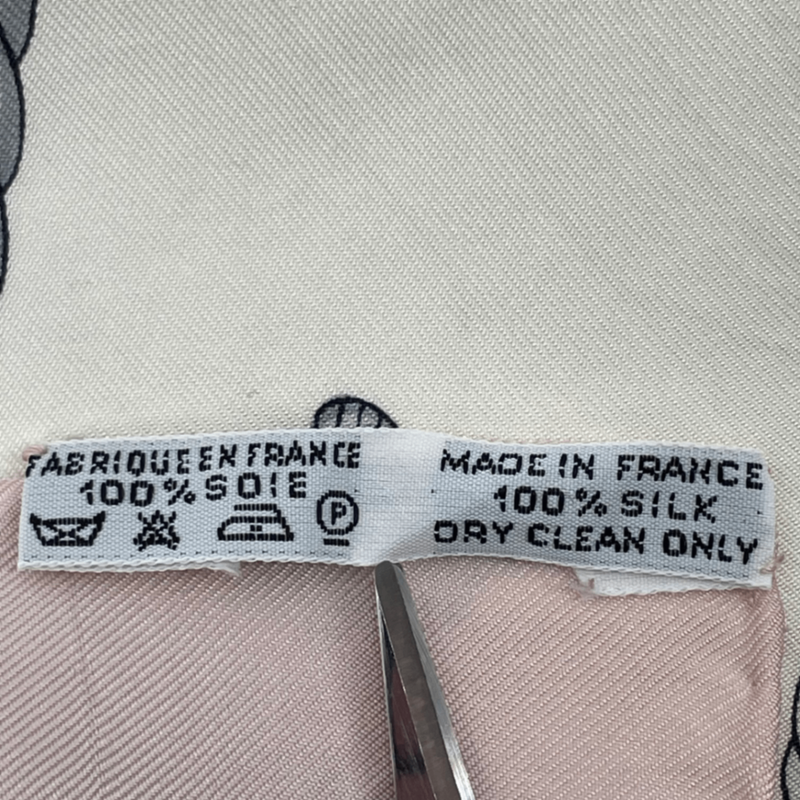 FABRIQUE EN FRANCE
100% SOIE
P
MADE IN FRANCE
100% SILK
DRY CLEAN ONLY